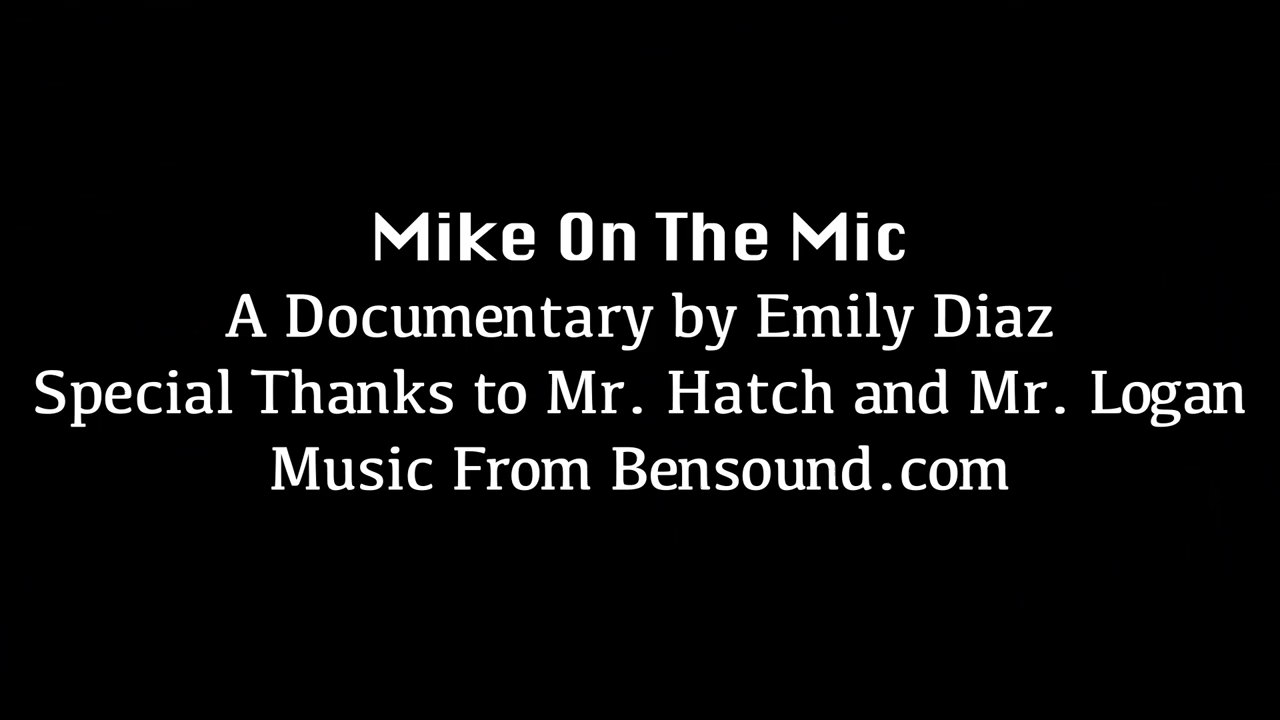 Mike On The Mic
A Documentary by Emily Diaz
Special Thanks to Mr. Hatch and Mr. Logan
Music From Bensound.com